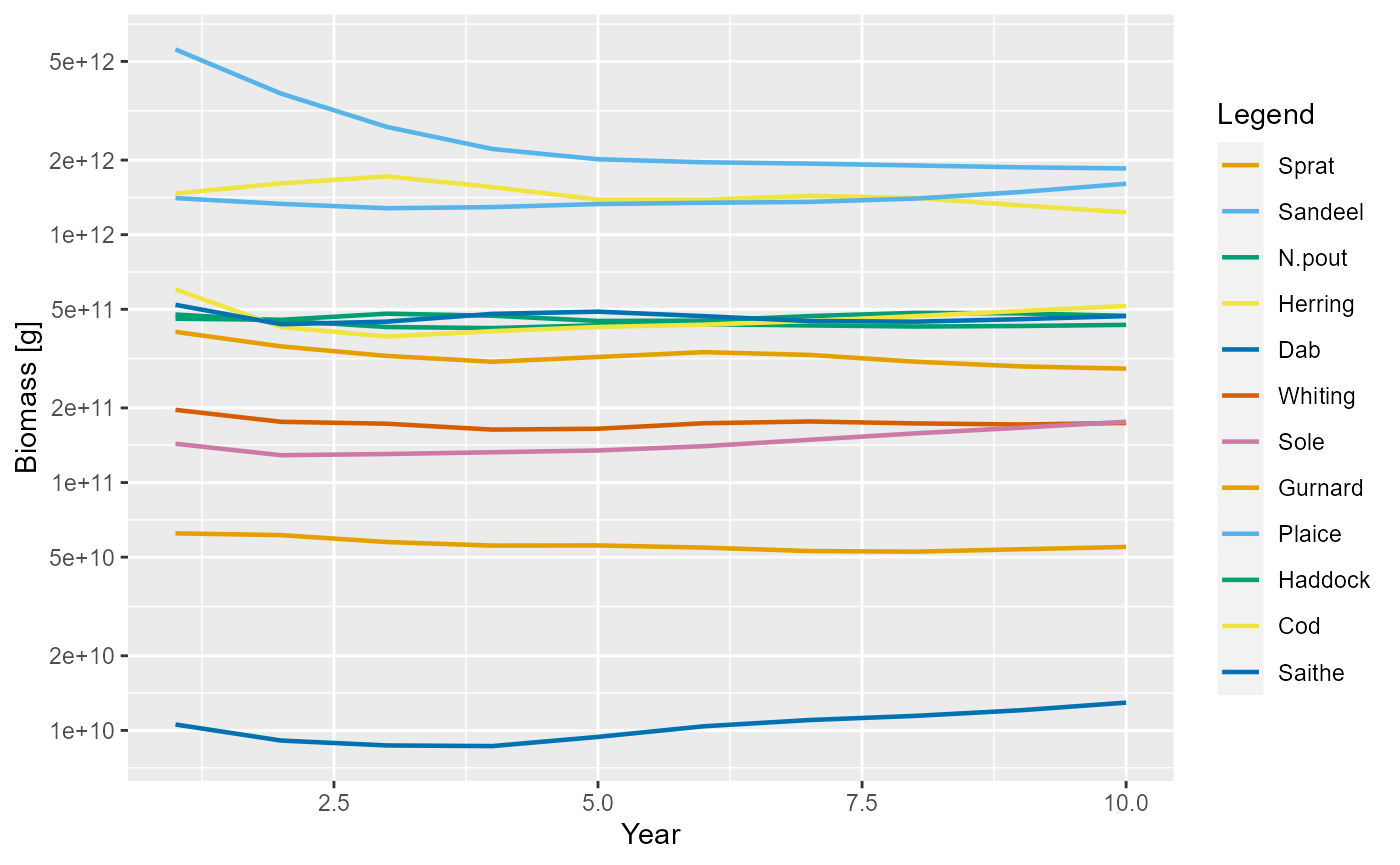 5e+12
2e+12
1e+12
5e+11
2e+11
1e+11
5e+10
2e+10
1e+10
Biomass [g]
2.5
5.0
7.5
10.0
Year
Legend
Sprat
Sandeel
N.pout
Herring
Dab
Whiting
Sole
Gurnard
Plaice
Haddock
Cod
Saithe